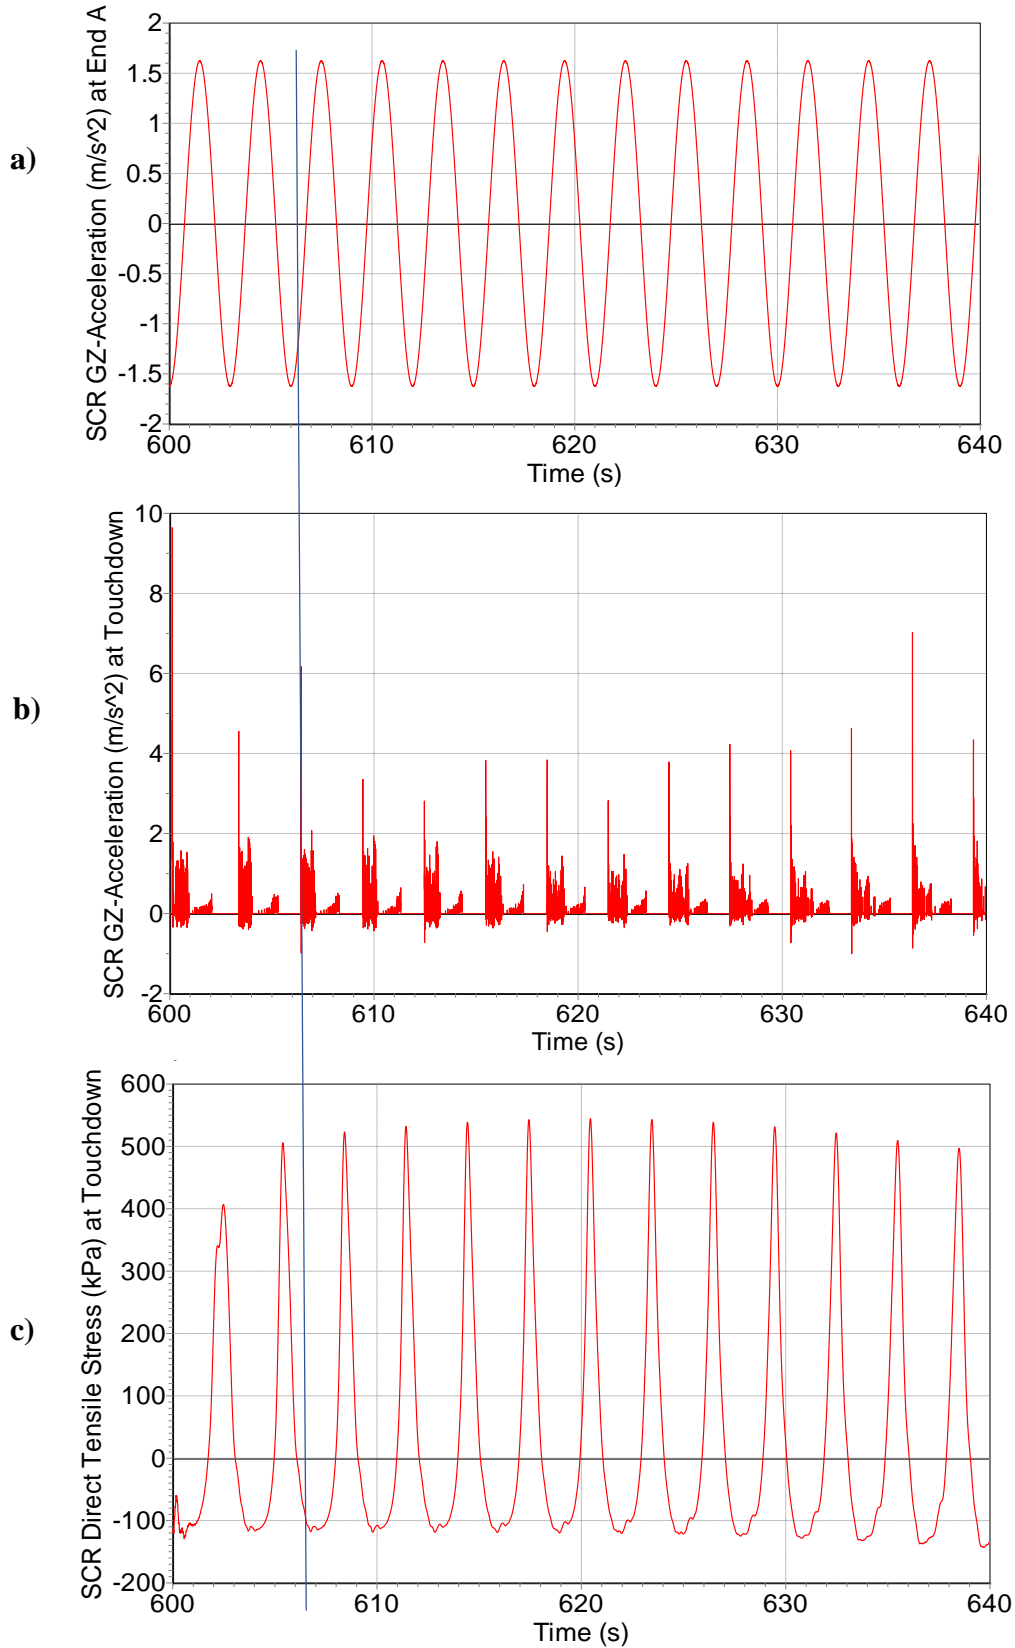 a)
SCR GZ-Acceleration (m/s^2) at End A
2
1.5
1
0.5
0
-0.5
-1
-1.5
-2
600 610 620 630 640
Time (s)
b)
SCR GZ-Acceleration (m/s^2) at Touchdown
10
8
6
4
2
0
-2
600 610 620 630 640
Time (s)
c)
SCR Direct Tensile Stress (kPa) at Touchdown
600
500
400
300
200
100
0
-100
-200
600 610 620 630 640
Time (s)